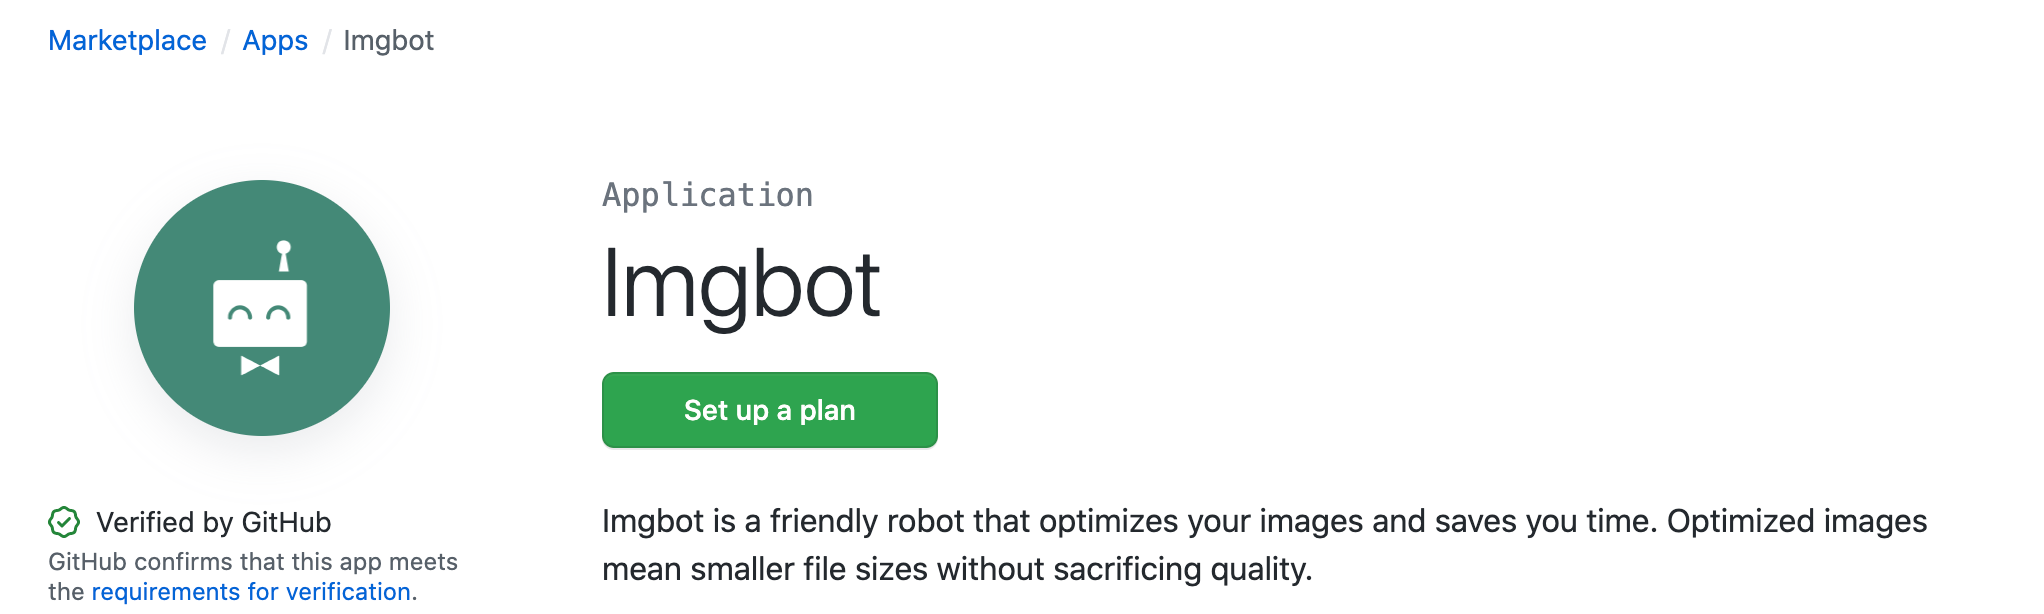 Marketplace / Apps / Imgbot
Application
Imgbot
Set up a plan
Verified by GitHub
GitHub confirms that this app meets
the requirements for verification.
Imgbot is a friendly robot that optimizes your images and saves you time. Optimized images
mean smaller file sizes without sacrificing quality.